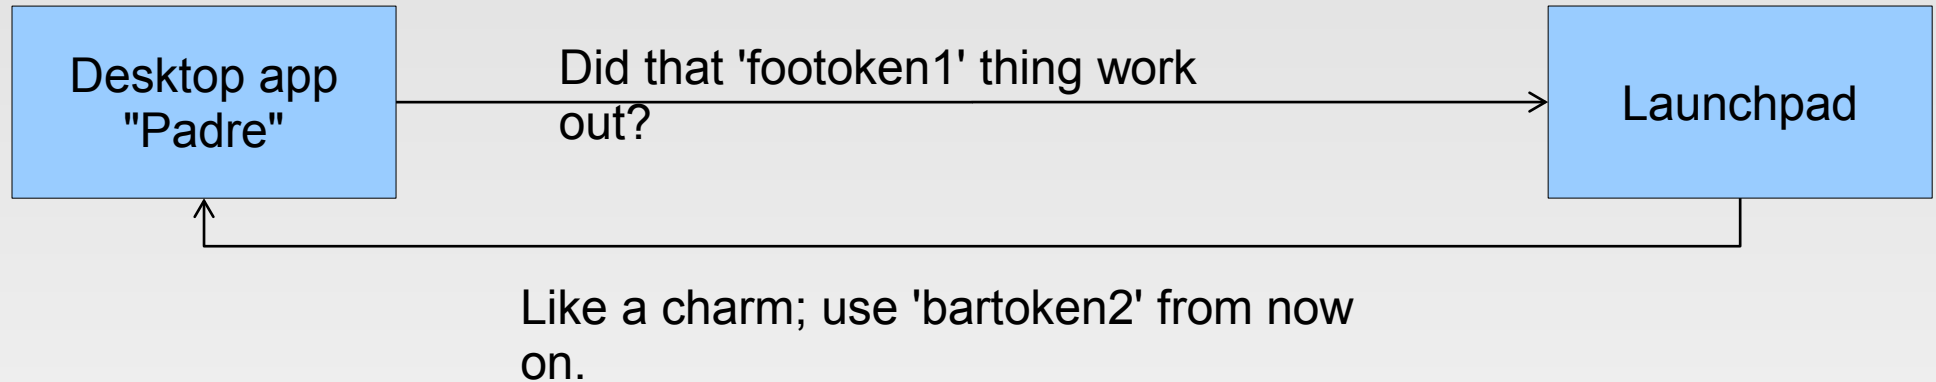 Desktop app
"Padre"
Did that 'footoken1' thing work
out?
Launchpad
Like a charm; use 'bartoken2' from now
on.